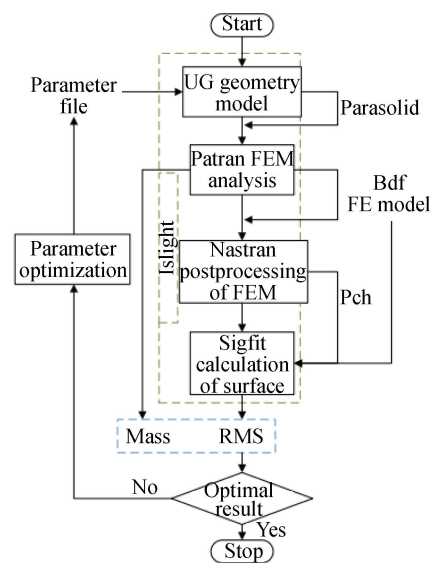 Start
UG geometry
model
Parameter
file
Parasolid
Patran FEM
analysis
Bdf
FE model
Islight
Parameter
optimization
Nastran
postprocessing
of FEM
Pch
Sigfit
calculation
of surface
Mass
RMS
No
Optimal
result
Yes
Stop